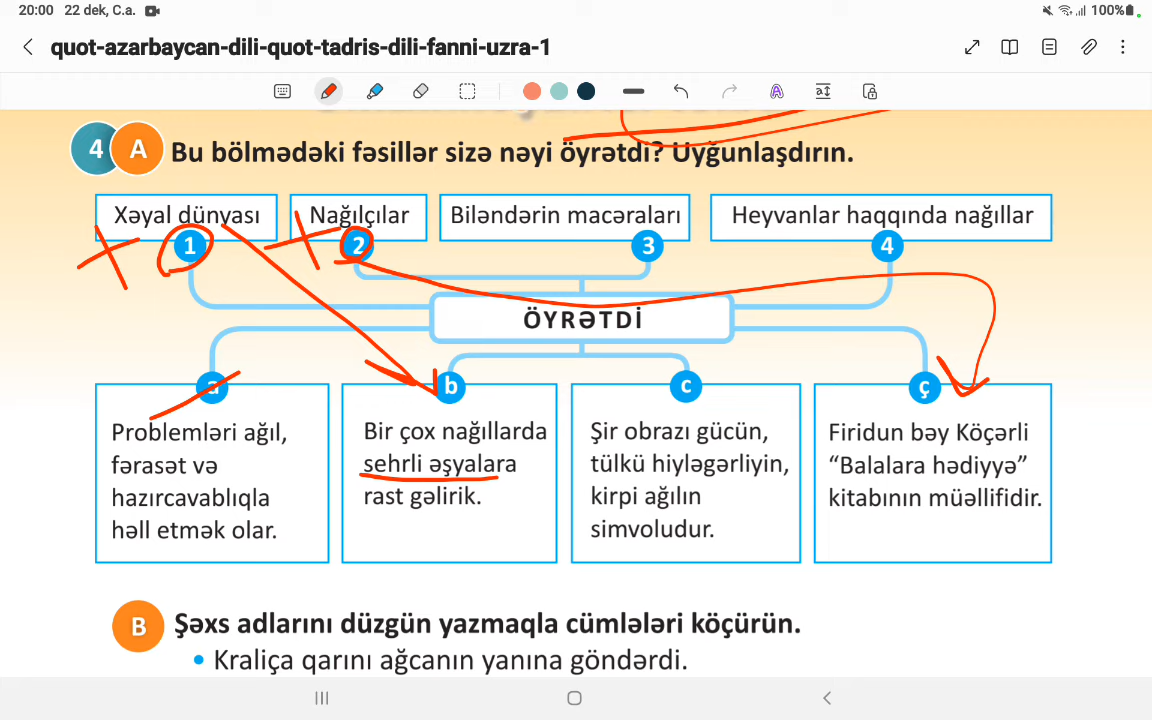 20:00 22 dek, C.a. 100%
quot-azarbaycan-dili-quot-tadris-dili-fanni-uzra-1
4 A Bu bölmədəki fəsillər sizə nəyi öyrətdi? Uyğunlaşdırın.
Xəyal dünyası Nağılçılar Biləndərin macəraları Heyvanlar haqqında nağıllar
1 2 3 4
ÖYRƏTDİ
a b c ç
Problemləri ağıl,
fərasət və
hazırcavablıqla
həll etmək olar.
Bir çox nağıllarda
sehrli əşyalara
rast gəlirik.
Şir obrazı gücün,
tülkü hiyləgərliyin,
kirpi ağılın
simvoludur.
Firidun bəy Köçərli
“Balalara hədiyyə”
kitabının müəllifidir.
B Şəxs adlarını düzgün yazmaqla cümlələri köçürün.
• Kraliça qarını ağcanın yanına göndərdi.